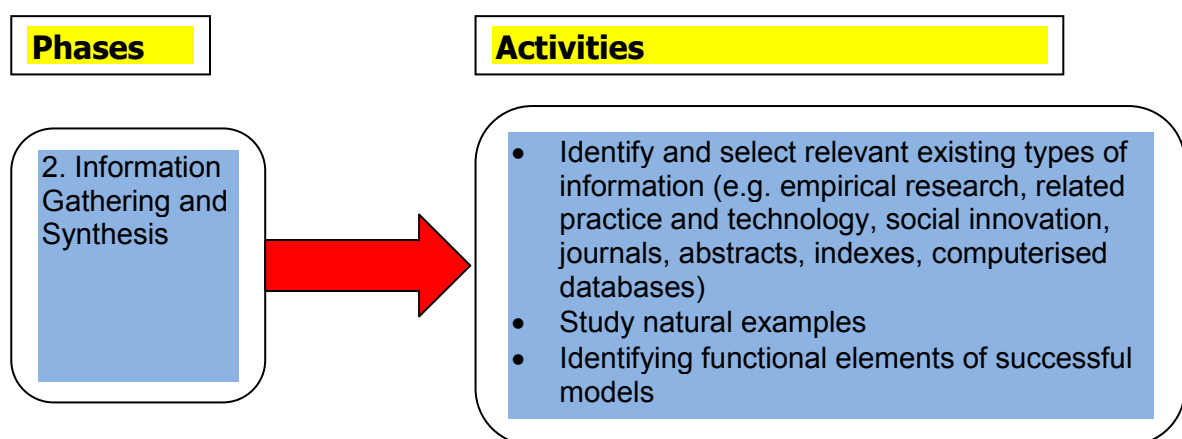 Phases
Activities
2. Information
Gathering and
Synthesis
• Identify and select relevant existing types of
information (e.g. empirical research, related
practice and technology, social innovation,
journals, abstracts, indexes, computerised
databases)
• Study natural examples
• Identifying functional elements of successful
models